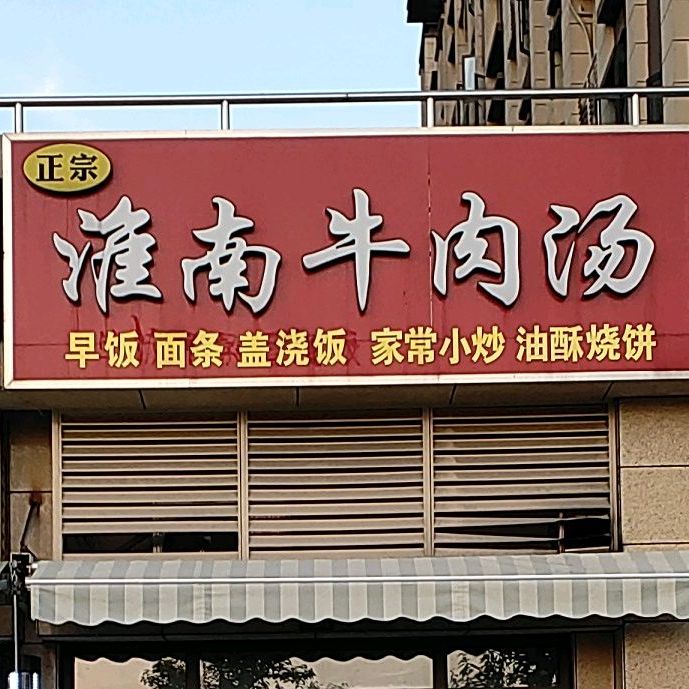 正宗
淮南牛肉汤
早饭 面条 盖浇饭 家常小炒 油酥烧饼